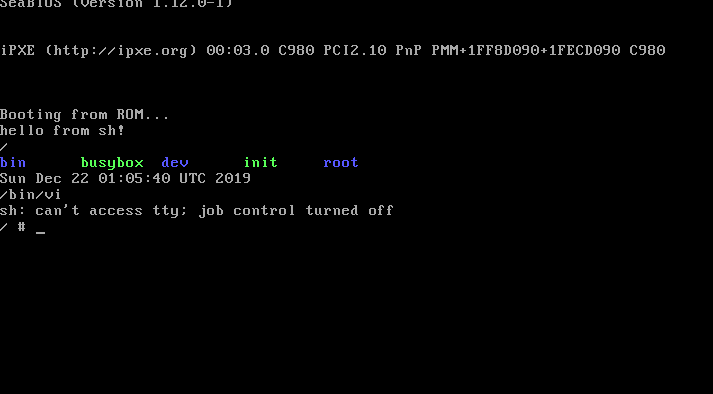 SeaBIOS (version 1.12.0-1)
iPXE (http://ipxe.org) 00:03.0 C980 PCI2.10 PnP PMM+1FF8D090+1FECD090 C980
Booting from ROM...
hello from sh!
/
bin busybox dev init root
Sun Dec 22 01:05:40 UTC 2019
/bin/vi
sh: can't access tty; job control turned off
/ # _